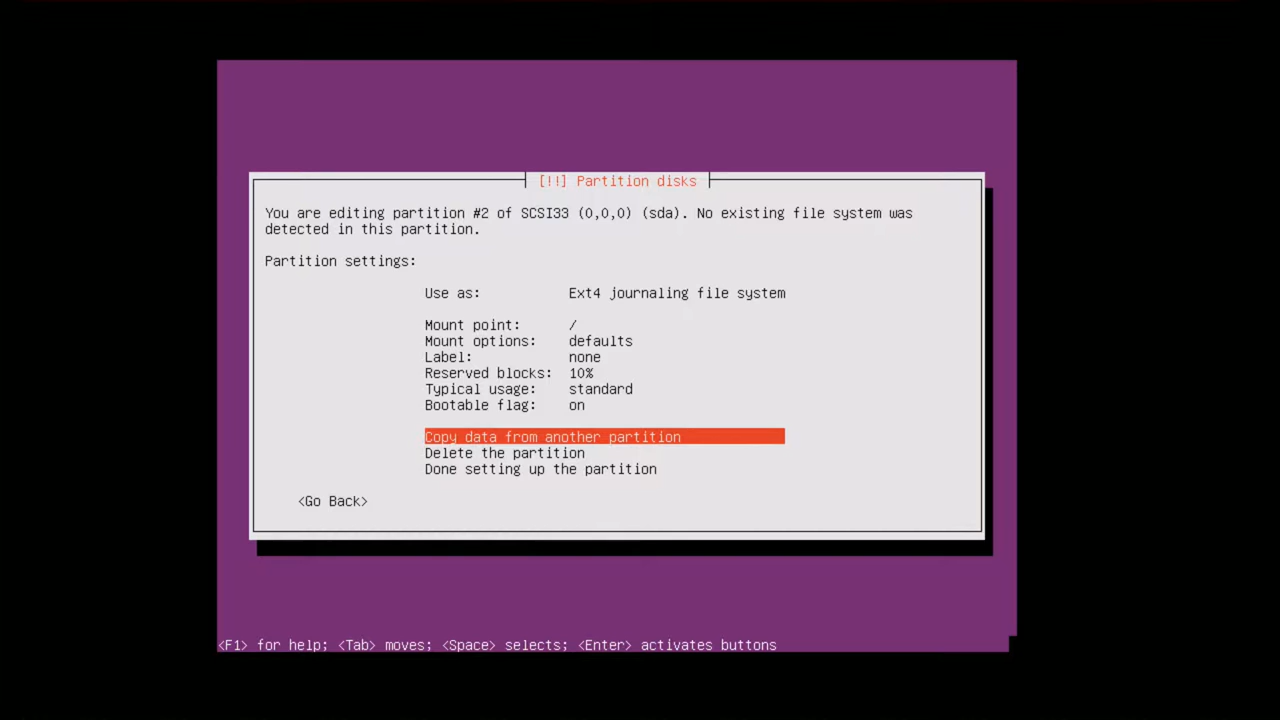 [!!] Partition disks
You are editing partition #2 of SCSI33 (0,0,0) (sda). No existing file system was
detected in this partition.
Partition settings:
Use as: Ext4 journaling file system
Mount point: /
Mount options: defaults
Label: none
Reserved blocks: 10%
Typical usage: standard
Bootable flag: on
Copy data from another partition
Delete the partition
Done setting up the partition
<Go Back>
<F1> for help; <Tab> moves; <Space> selects; <Enter> activates buttons